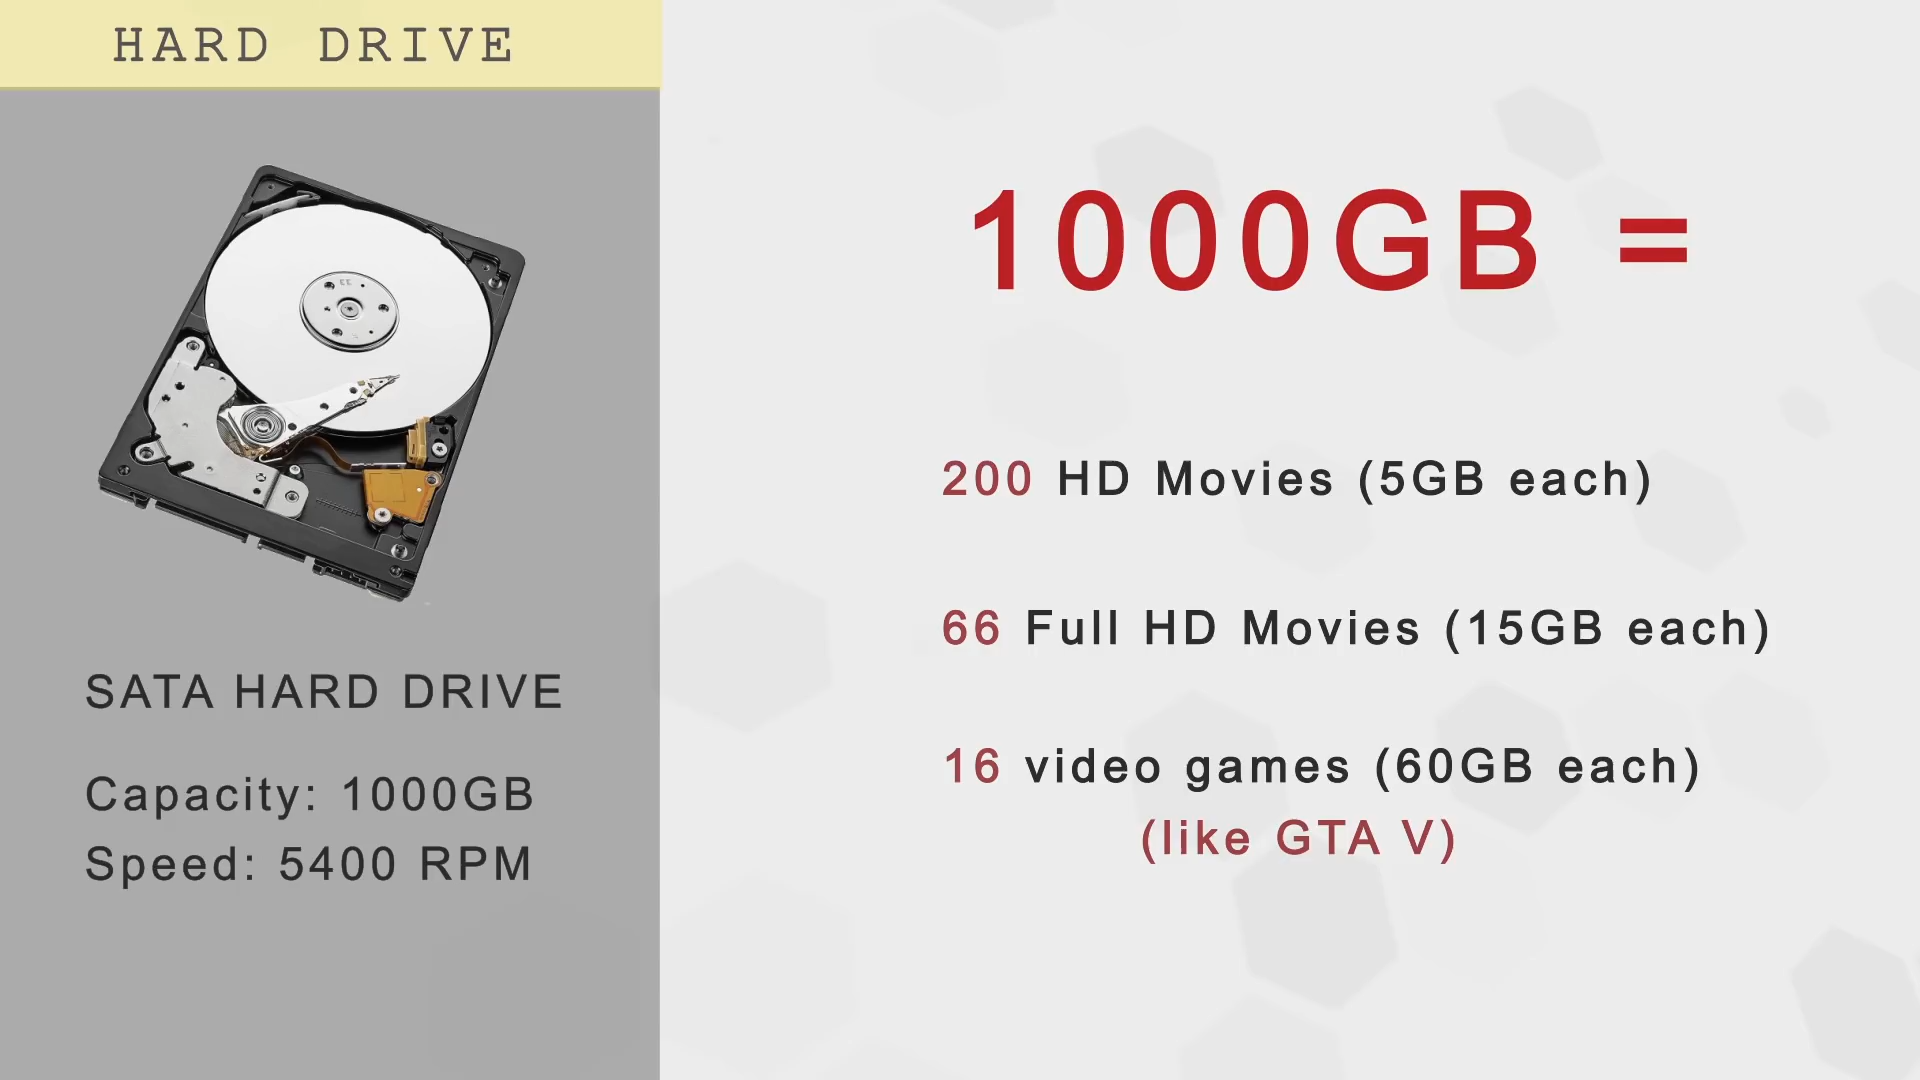 HARD DRIVE
SATA HARD DRIVE
Capacity: 1000GB
Speed: 5400 RPM
1000GB =
200 HD Movies (5GB each)
66 Full HD Movies (15GB each)
16 video games (60GB each)
(like GTA V)